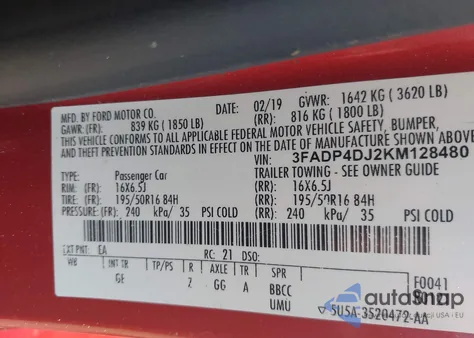 MFD. BY FORD MOTOR CO. DATE: 02/19 GVWR: 1642 KG ( 3620 LB)
GAWR: (FR): 839 KG ( 1850 LB) (RR): 816 KG ( 1800 LB)
THIS VEHICLE CONFORMS TO ALL APPLICABLE FEDERAL MOTOR VEHICLE SAFETY, BUMPER,
AND THEFT PREVENTION STANDARDS IN EFFECT ON THE DATE OF MANUFACTURE SHOWN ABOVE.
VIN: 3FADP4DJ2KM128480
TYPE: Passenger Car TRAILER TOWING - SEE OWNER GUIDE
RIM: (FR): 16X6.5J (RR): 16X6.5J
TIRE: (FR): 195/50R16 84H (RR): 195/50R16 84H
PRESSURE: (FR): 240 kPa/ 35 PSI COLD (RR): 240 kPa/ 35 PSI COLD
EXT PNT: EA RC: 21 DSO: F0041
WB INT TR TP/PS R AXLE TR SPR
GF Z GG A BBCC
UMU 5U5A-3520472-AA
autoSnap